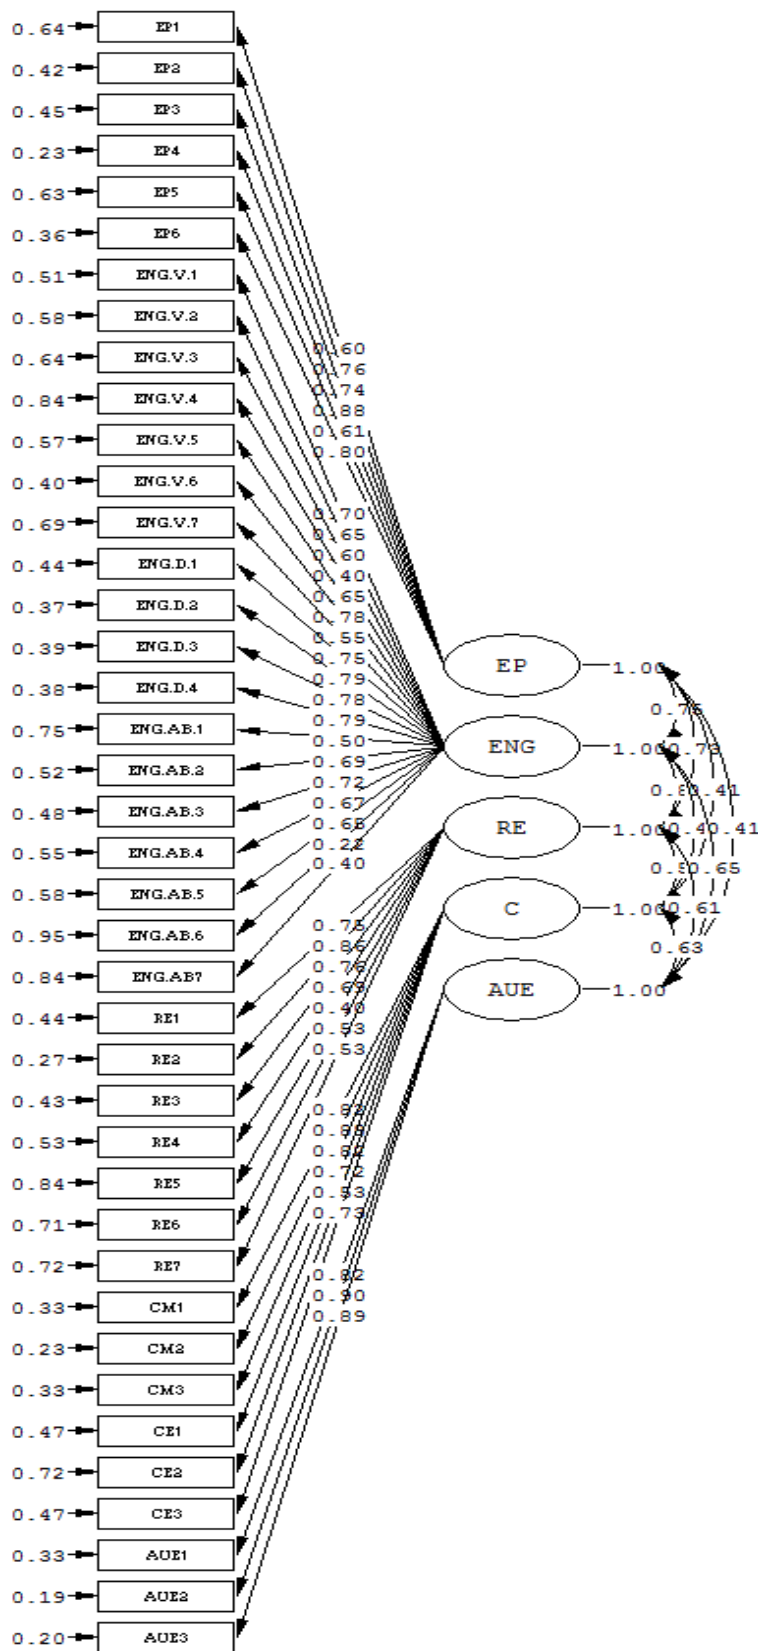 0.64 EP1
0.42 EP2
0.45 EP3
0.23 EP4
0.63 EP5
0.36 EP6
0.51 ENG.V.1
0.58 ENG.V.2
0.64 ENG.V.3
0.84 ENG.V.4
0.57 ENG.V.5
0.40 ENG.V.6
0.69 ENG.V.7
0.44 ENG.D.1
0.37 ENG.D.2
0.39 ENG.D.3
0.38 ENG.D.4
0.75 ENG.AB.1
0.52 ENG.AB.2
0.48 ENG.AB.3
0.55 ENG.AB.4
0.58 ENG.AB.5
0.95 ENG.AB.6
0.84 ENG.AB7
0.44 RE1
0.27 RE2
0.43 RE3
0.53 RE4
0.84 RE5
0.71 RE6
0.72 RE7
0.33 CM1
0.23 CM2
0.33 CM3
0.47 CE1
0.72 CE2
0.47 CE3
0.33 AUE1
0.19 AUE2
0.20 AUE3
0.60
0.76
0.74
0.88
0.61
0.80
0.70
0.65
0.60
0.40
0.65
0.78
0.55
0.75
0.79
0.78
0.79
0.50
0.69
0.72
0.67
0.22
0.40
0.75
0.86
0.76
0.69
0.40
0.53
0.53
0.82
0.82
0.72
0.53
0.73
0.82
0.90
0.89
EP 1.00
ENG 1.00 0.73
RE 1.00 0.41
C 1.00 0.61
AUE 1.00
0.41
0.65
0.63